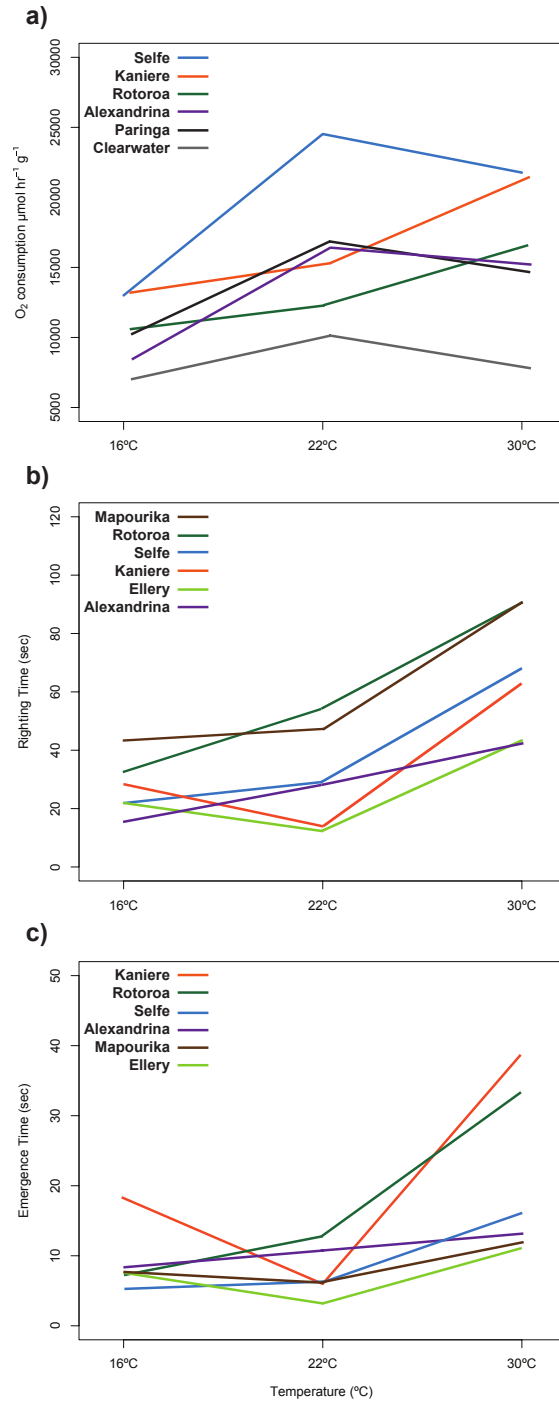 a)
Selfe
Kaniere
Rotoroa
Alexandrina
Paringa
Clearwater
30000
25000
20000
15000
10000
5000
O₂ consumption µmol hr⁻¹ g⁻¹
16ºC 22ºC 30ºC
b)
Mapourika
Rotoroa
Selfe
Kaniere
Ellery
Alexandrina
120
100
80
60
40
20
0
Righting Time (sec)
16ºC 22ºC 30ºC
c)
Kaniere
Rotoroa
Selfe
Alexandrina
Mapourika
Ellery
50
40
30
20
10
0
Emergence Time (sec)
16ºC 22ºC 30ºC
Temperature (ºC)